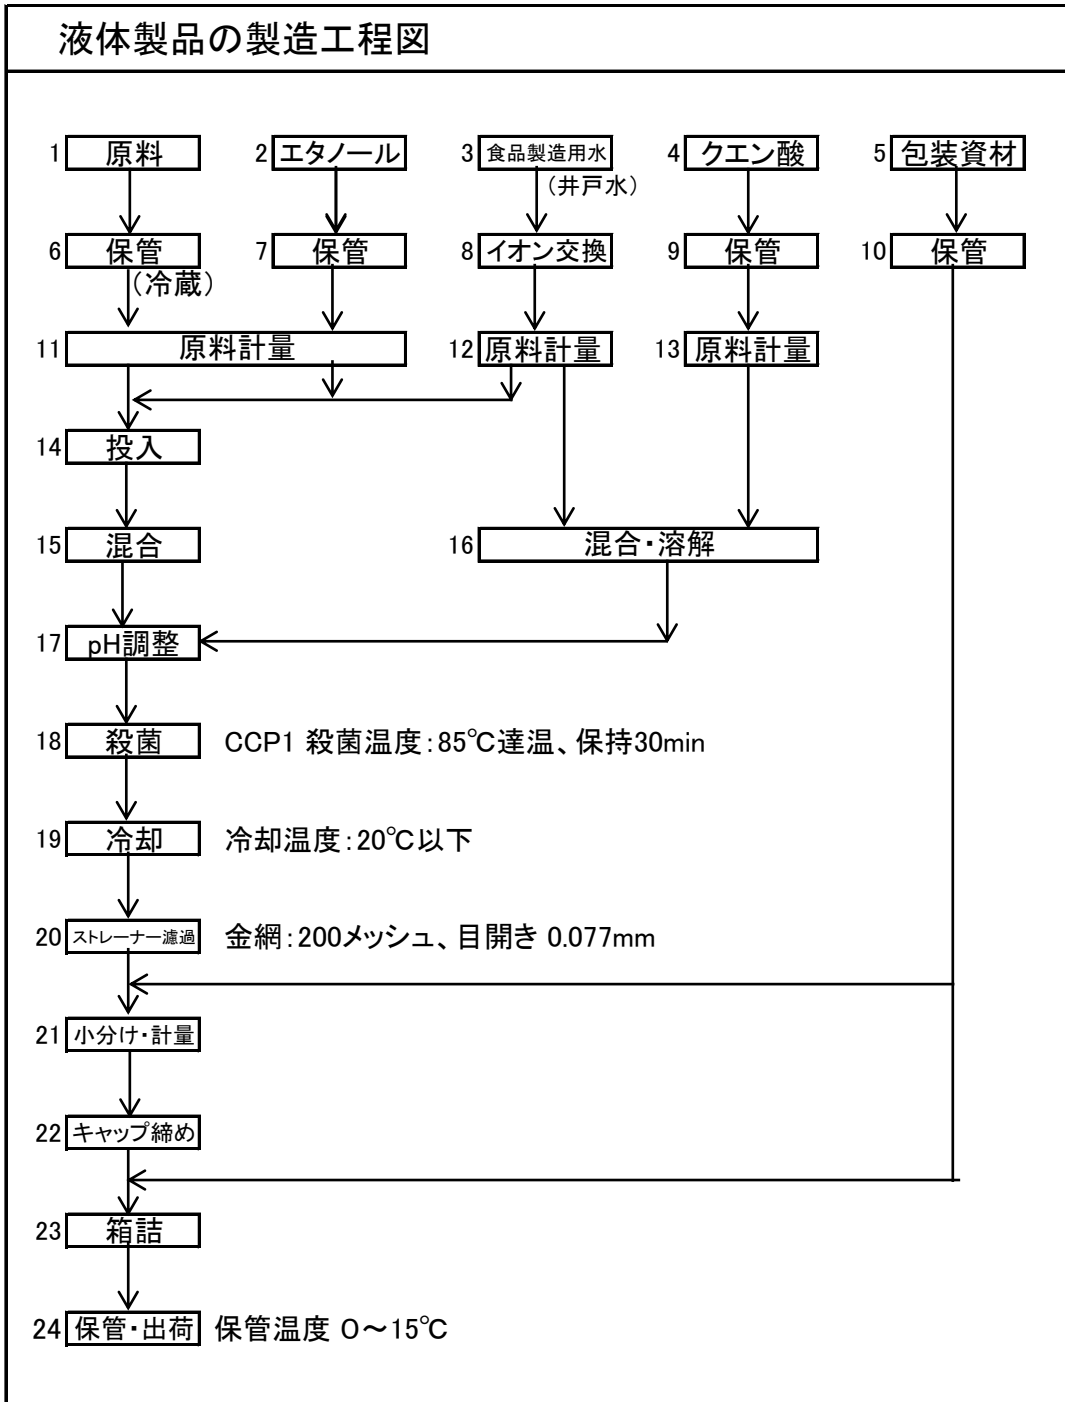 液体製品の製造工程図
1 原料 2 エタノール 3 食品製造用水 4 クエン酸 5 包装資材
(井戸水)
6 保管 7 保管 8 イオン交換 9 保管 10 保管
(冷蔵)
11 原料計量 12 原料計量 13 原料計量
14 投入
15 混合 16 混合・溶解
17 pH調整
18 殺菌 CCP1 殺菌温度:85℃達温、保持30min
19 冷却 冷却温度:20℃以下
20 ストレーナー濾過 金網:200メッシュ、目開き 0.077mm
21 小分け・計量
22 キャップ締め
23 箱詰
24 保管・出荷 保管温度 0～15℃